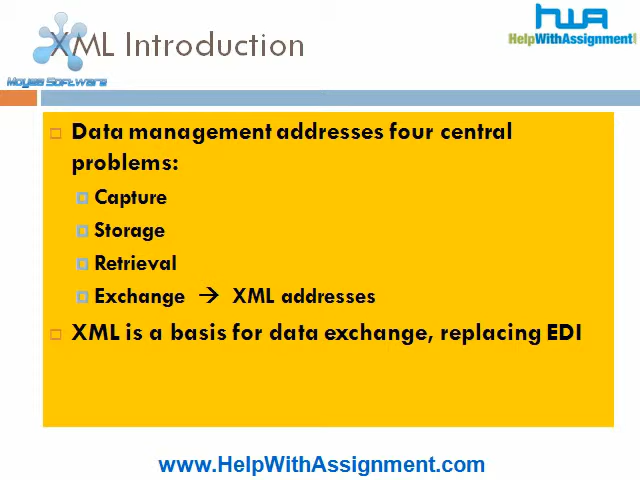 XML Introduction
HWA
HelpWithAssignment!
Moyea Software
Data management addresses four central
problems:
Capture
Storage
Retrieval
Exchange → XML addresses
XML is a basis for data exchange, replacing EDI
www.HelpWithAssignment.com